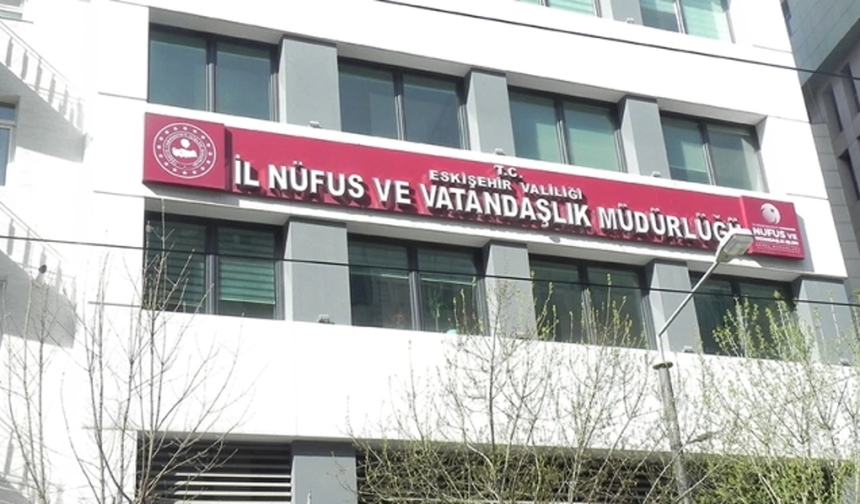 T.C.
ESKİŞEHİR VALİLİĞİ
İL NÜFUS VE VATANDAŞLIK MÜDÜRLÜĞÜ
NÜFUS VE